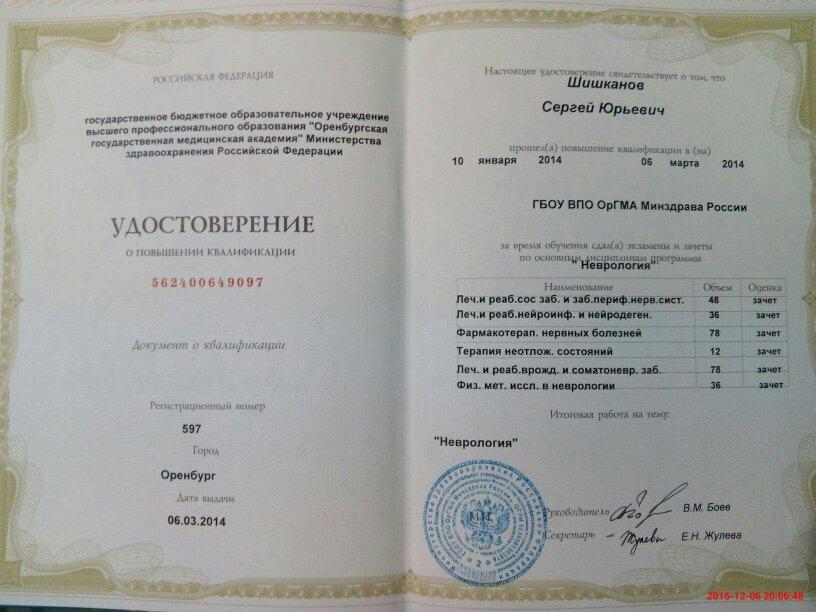 РОССИЙСКАЯ ФЕДЕРАЦИЯ
государственное бюджетное образовательное учреждение
высшего профессионального образования "Оренбургская
государственная медицинская академия" Министерства
здравоохранения Российской Федерации
УДОСТОВЕРЕНИЕ
О ПОВЫШЕНИИ КВАЛИФИКАЦИИ
562400649097
Документ о квалификации
Регистрационный номер
597
Город
Оренбург
Дата выдачи
06.03.2014
Настоящее удостоверение свидетельствует о том, что
Шишканов
Сергей Юрьевич
прошел(а) повышение квалификации в (на)
10 января 2014 06 марта 2014
ГБОУ ВПО ОрГМА Минздрава России
за время обучения сдал(а) экзамены и зачеты
по основным дисциплинам программы
" Неврология"
Наименование Объем Оценка
Леч.и реаб.сос заб. и заб.периф.нерв.сист. 48 зачет
Леч.и реаб.нейроинф. и нейродеген. 36 зачет
Фармакотерап. нервных болезней 78 зачет
Терапия неотлож. состояний 12 зачет
Леч. и реаб.врожд. и соматоневр. заб. 78 зачет
Физ. мет. иссл. в неврологии 36 зачет
Итоговая работа на тему:
"Неврология"
Руководитель В.М. Боев
Секретарь Е.Н. Жулева
2016-12-06 20:06:48